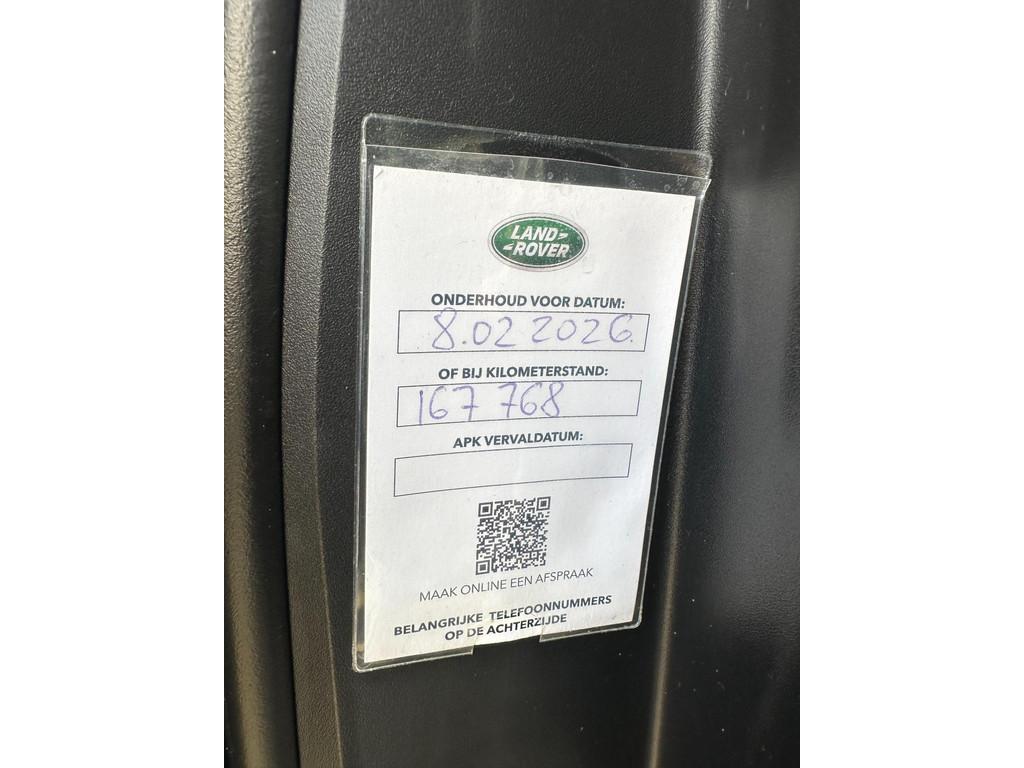 LAND
ROVER
ONDERHOUD VOOR DATUM:
8.02 2026.
OF BIJ KILOMETERSTAND:
167 768
APK VERVALDATUM:
MAAK ONLINE EEN AFSPRAAK
BELANGRIJKE TELEFOONNUMMERS
OP DE ACHTERZIJDE